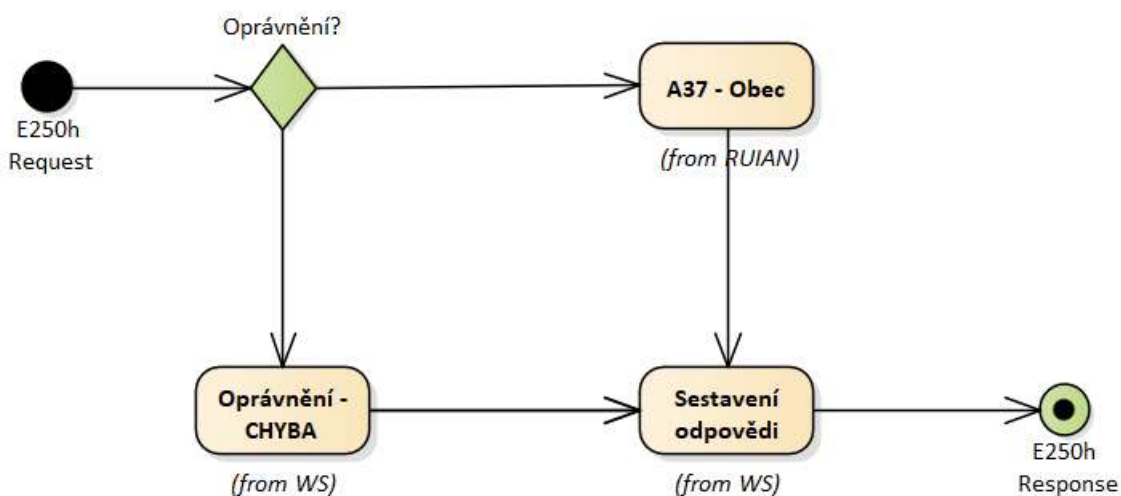 Oprávnění?
E250h
Request
A37 - Obec
(from RUIAN)
Oprávnění -
CHYBA
(from WS)
Sestavení
odpovědi
(from WS)
E250h
Response